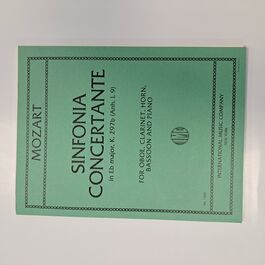 MOZART
SINFONIA
CONCERTANTE
in Eb major, K. 297b (Anh. I, 9)
FOR OBOE, CLARINET, HORN,
BASSOON AND PIANO
INTERNATIONAL MUSIC COMPANY
NEW YORK